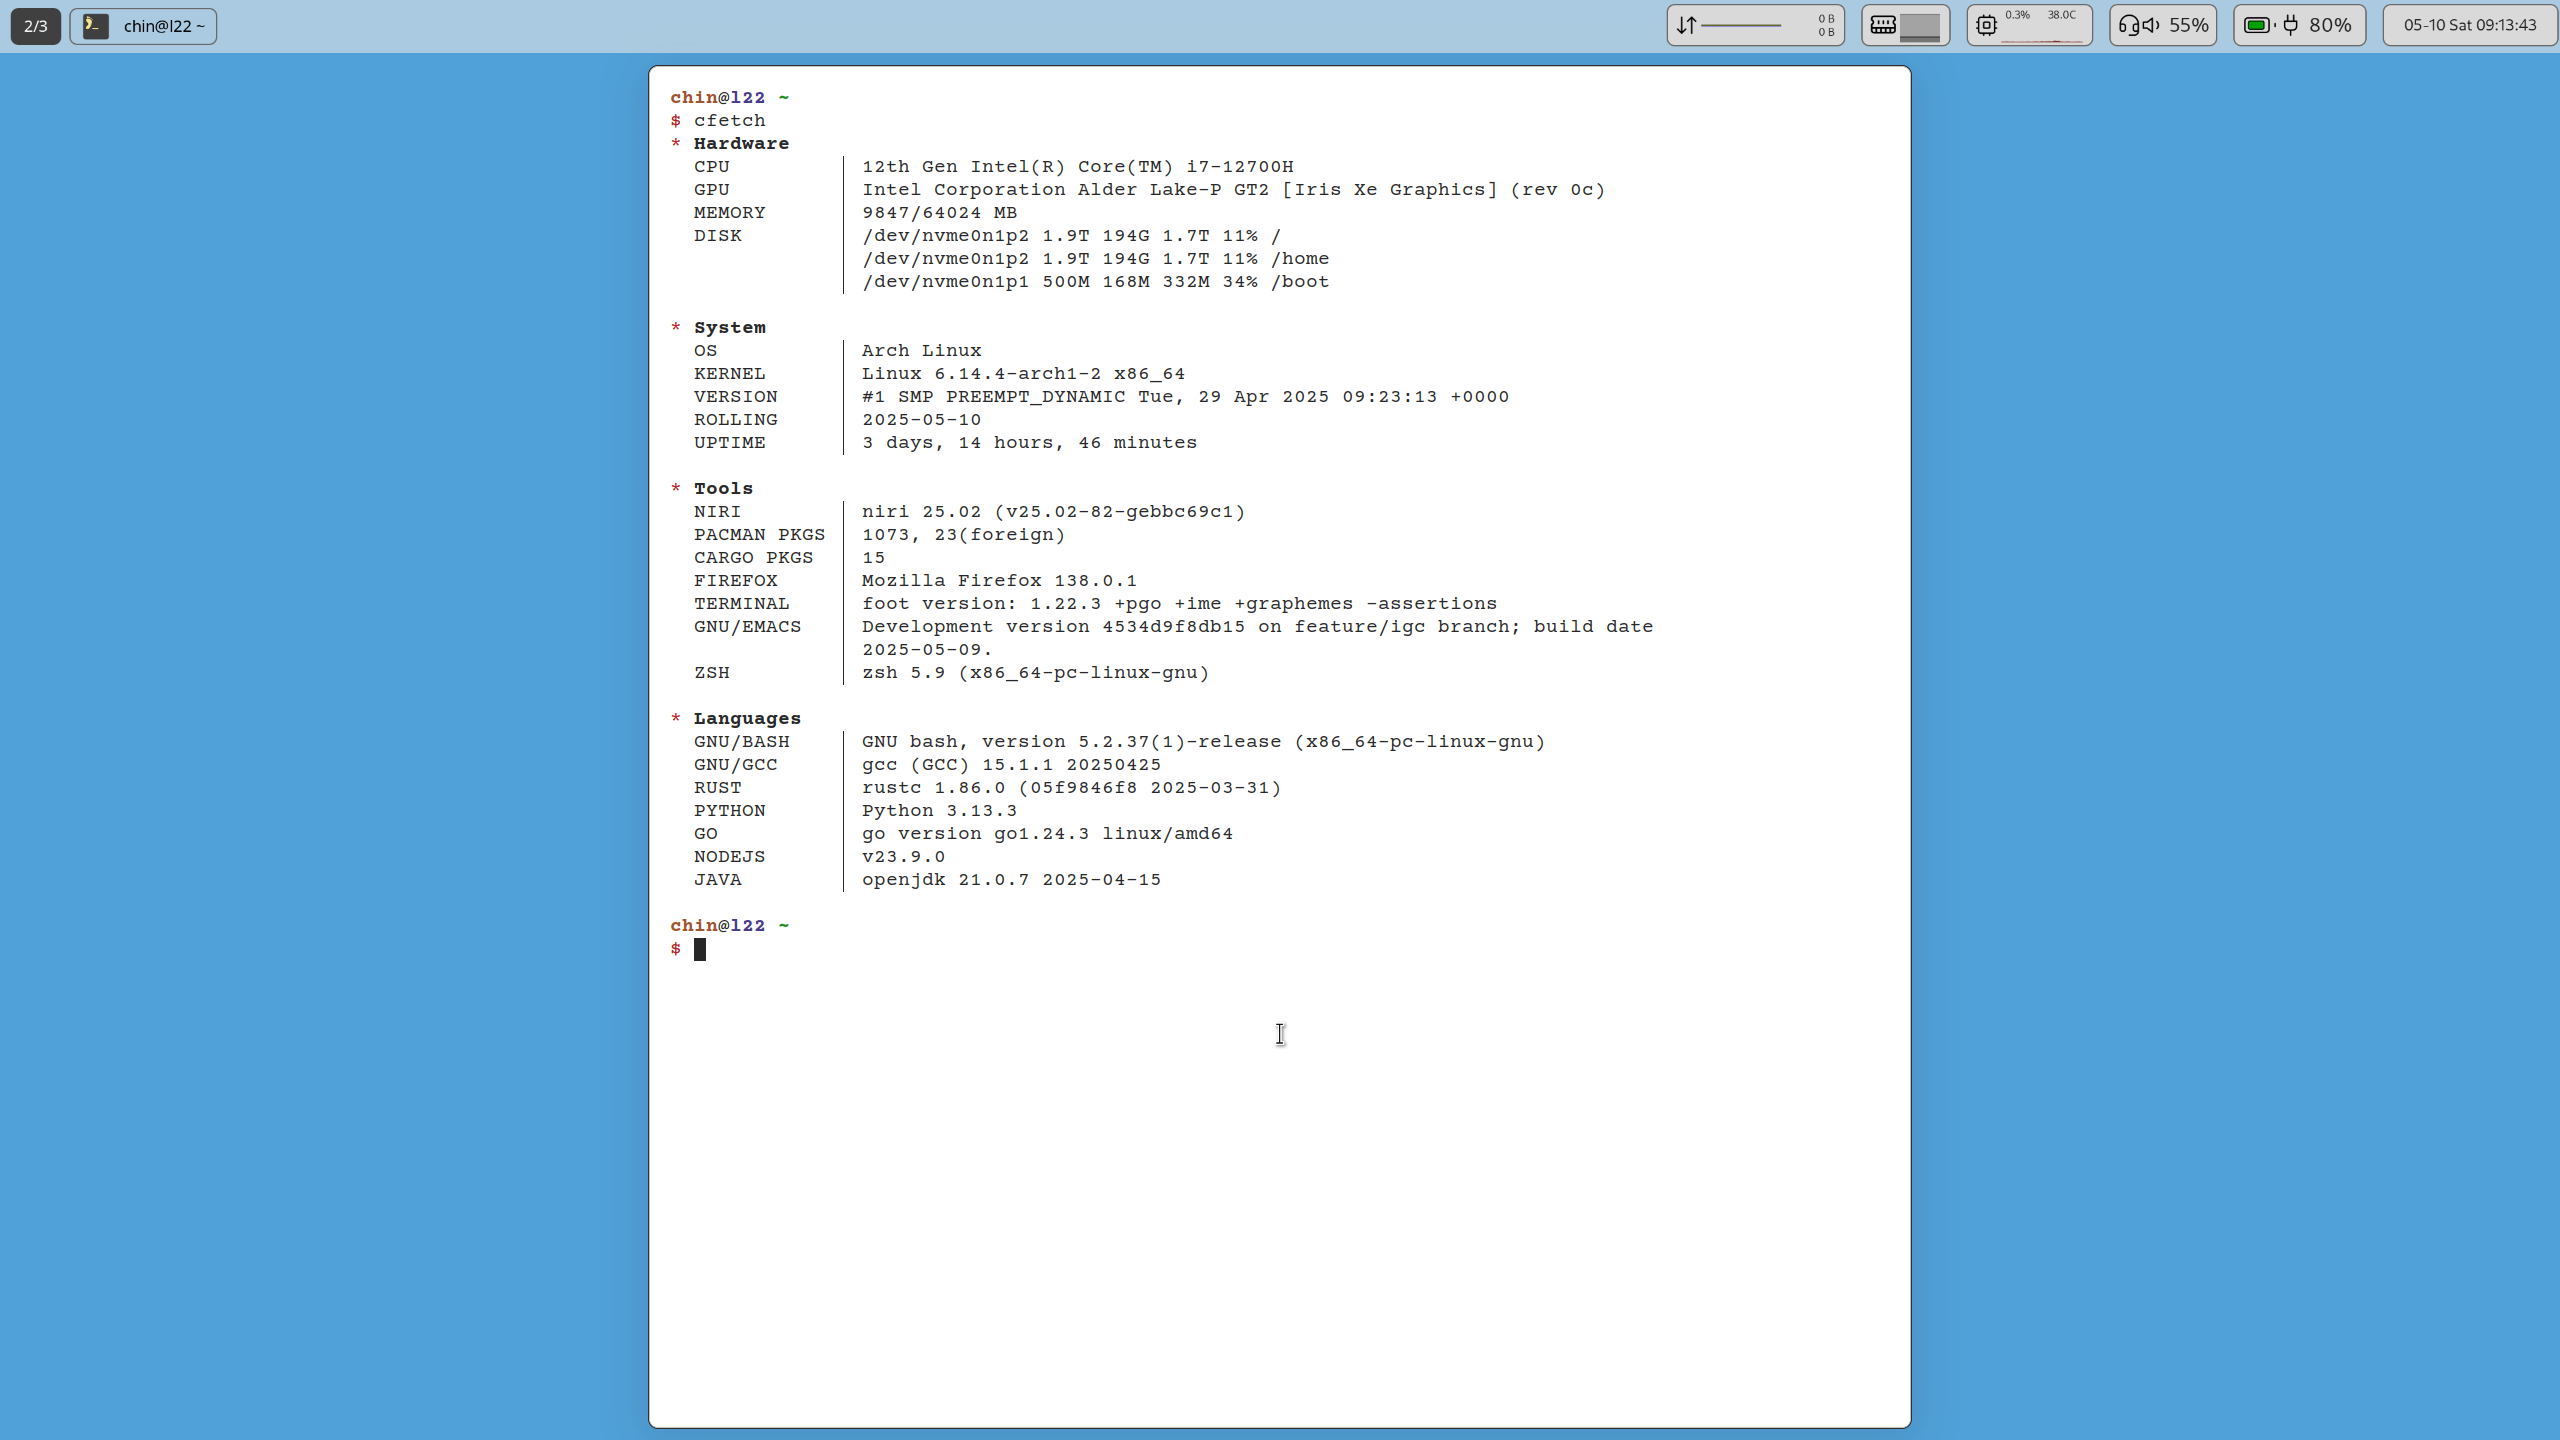 2/3 chin@l22 ~ 0 B 0.3% 38.0C 55% 80% 05-10 Sat 09:13:43
0 B
chin@l22 ~
$ cfetch
* Hardware
CPU 12th Gen Intel(R) Core(TM) i7-12700H
GPU Intel Corporation Alder Lake-P GT2 [Iris Xe Graphics] (rev 0c)
MEMORY 9847/64024 MB
DISK /dev/nvme0n1p2 1.9T 194G 1.7T 11% /
/dev/nvme0n1p2 1.9T 194G 1.7T 11% /home
/dev/nvme0n1p1 500M 168M 332M 34% /boot
* System
OS Arch Linux
KERNEL Linux 6.14.4-arch1-2 x86_64
VERSION #1 SMP PREEMPT_DYNAMIC Tue, 29 Apr 2025 09:23:13 +0000
ROLLING 2025-05-10
UPTIME 3 days, 14 hours, 46 minutes
* Tools
NIRI niri 25.02 (v25.02-82-gebbc69c1)
PACMAN PKGS 1073, 23(foreign)
CARGO PKGS 15
FIREFOX Mozilla Firefox 138.0.1
TERMINAL foot version: 1.22.3 +pgo +ime +graphemes -assertions
GNU/EMACS Development version 4534d9f8db15 on feature/igc branch; build date
2025-05-09.
ZSH zsh 5.9 (x86_64-pc-linux-gnu)
* Languages
GNU/BASH GNU bash, version 5.2.37(1)-release (x86_64-pc-linux-gnu)
GNU/GCC gcc (GCC) 15.1.1 20250425
RUST rustc 1.86.0 (05f9846f8 2025-03-31)
PYTHON Python 3.13.3
GO go version go1.24.3 linux/amd64
NODEJS v23.9.0
JAVA openjdk 21.0.7 2025-04-15
chin@l22 ~
$